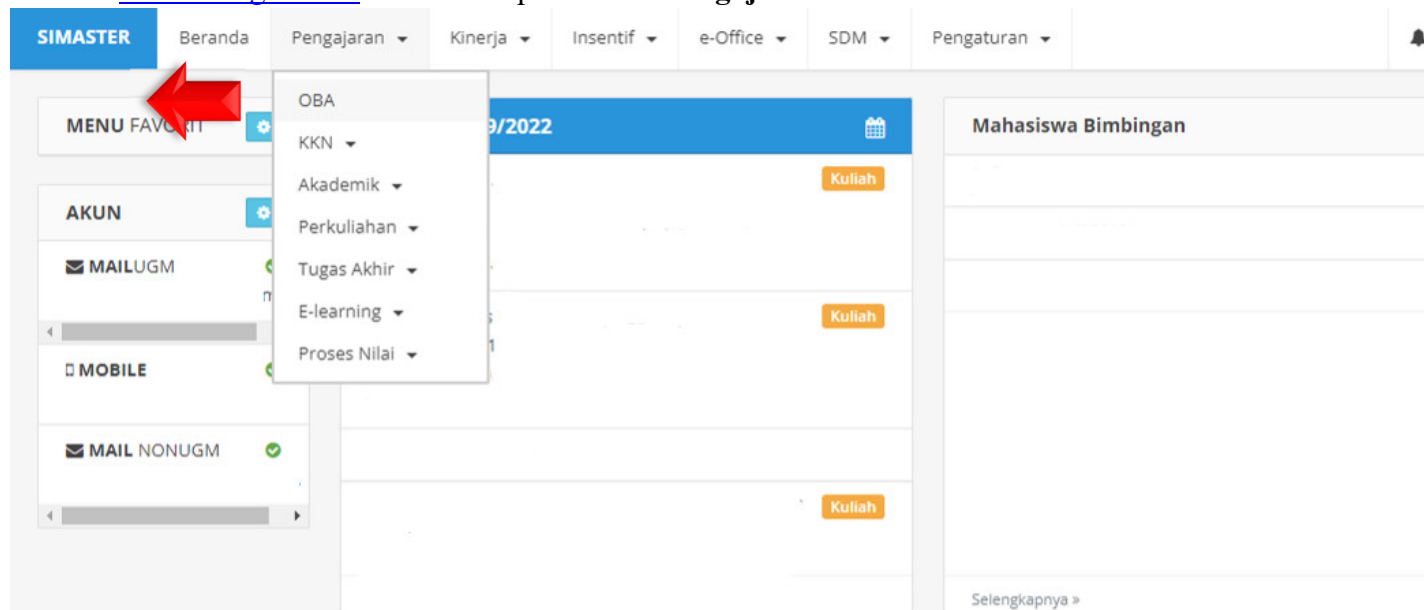 SIMASTER Beranda Pengajaran Kinerja Insentif e-Office SDM Pengaturan
OBA
KKN
Akademik
Perkuliahan
Tugas Akhir
E-learning
Proses Nilai
MENU
AKUN
MAILUGM
MOBILE
MAIL NONUGM
9/2022
Kuliah
Kuliah
Kuliah
Mahasiswa Bimbingan
Selengkapnya »